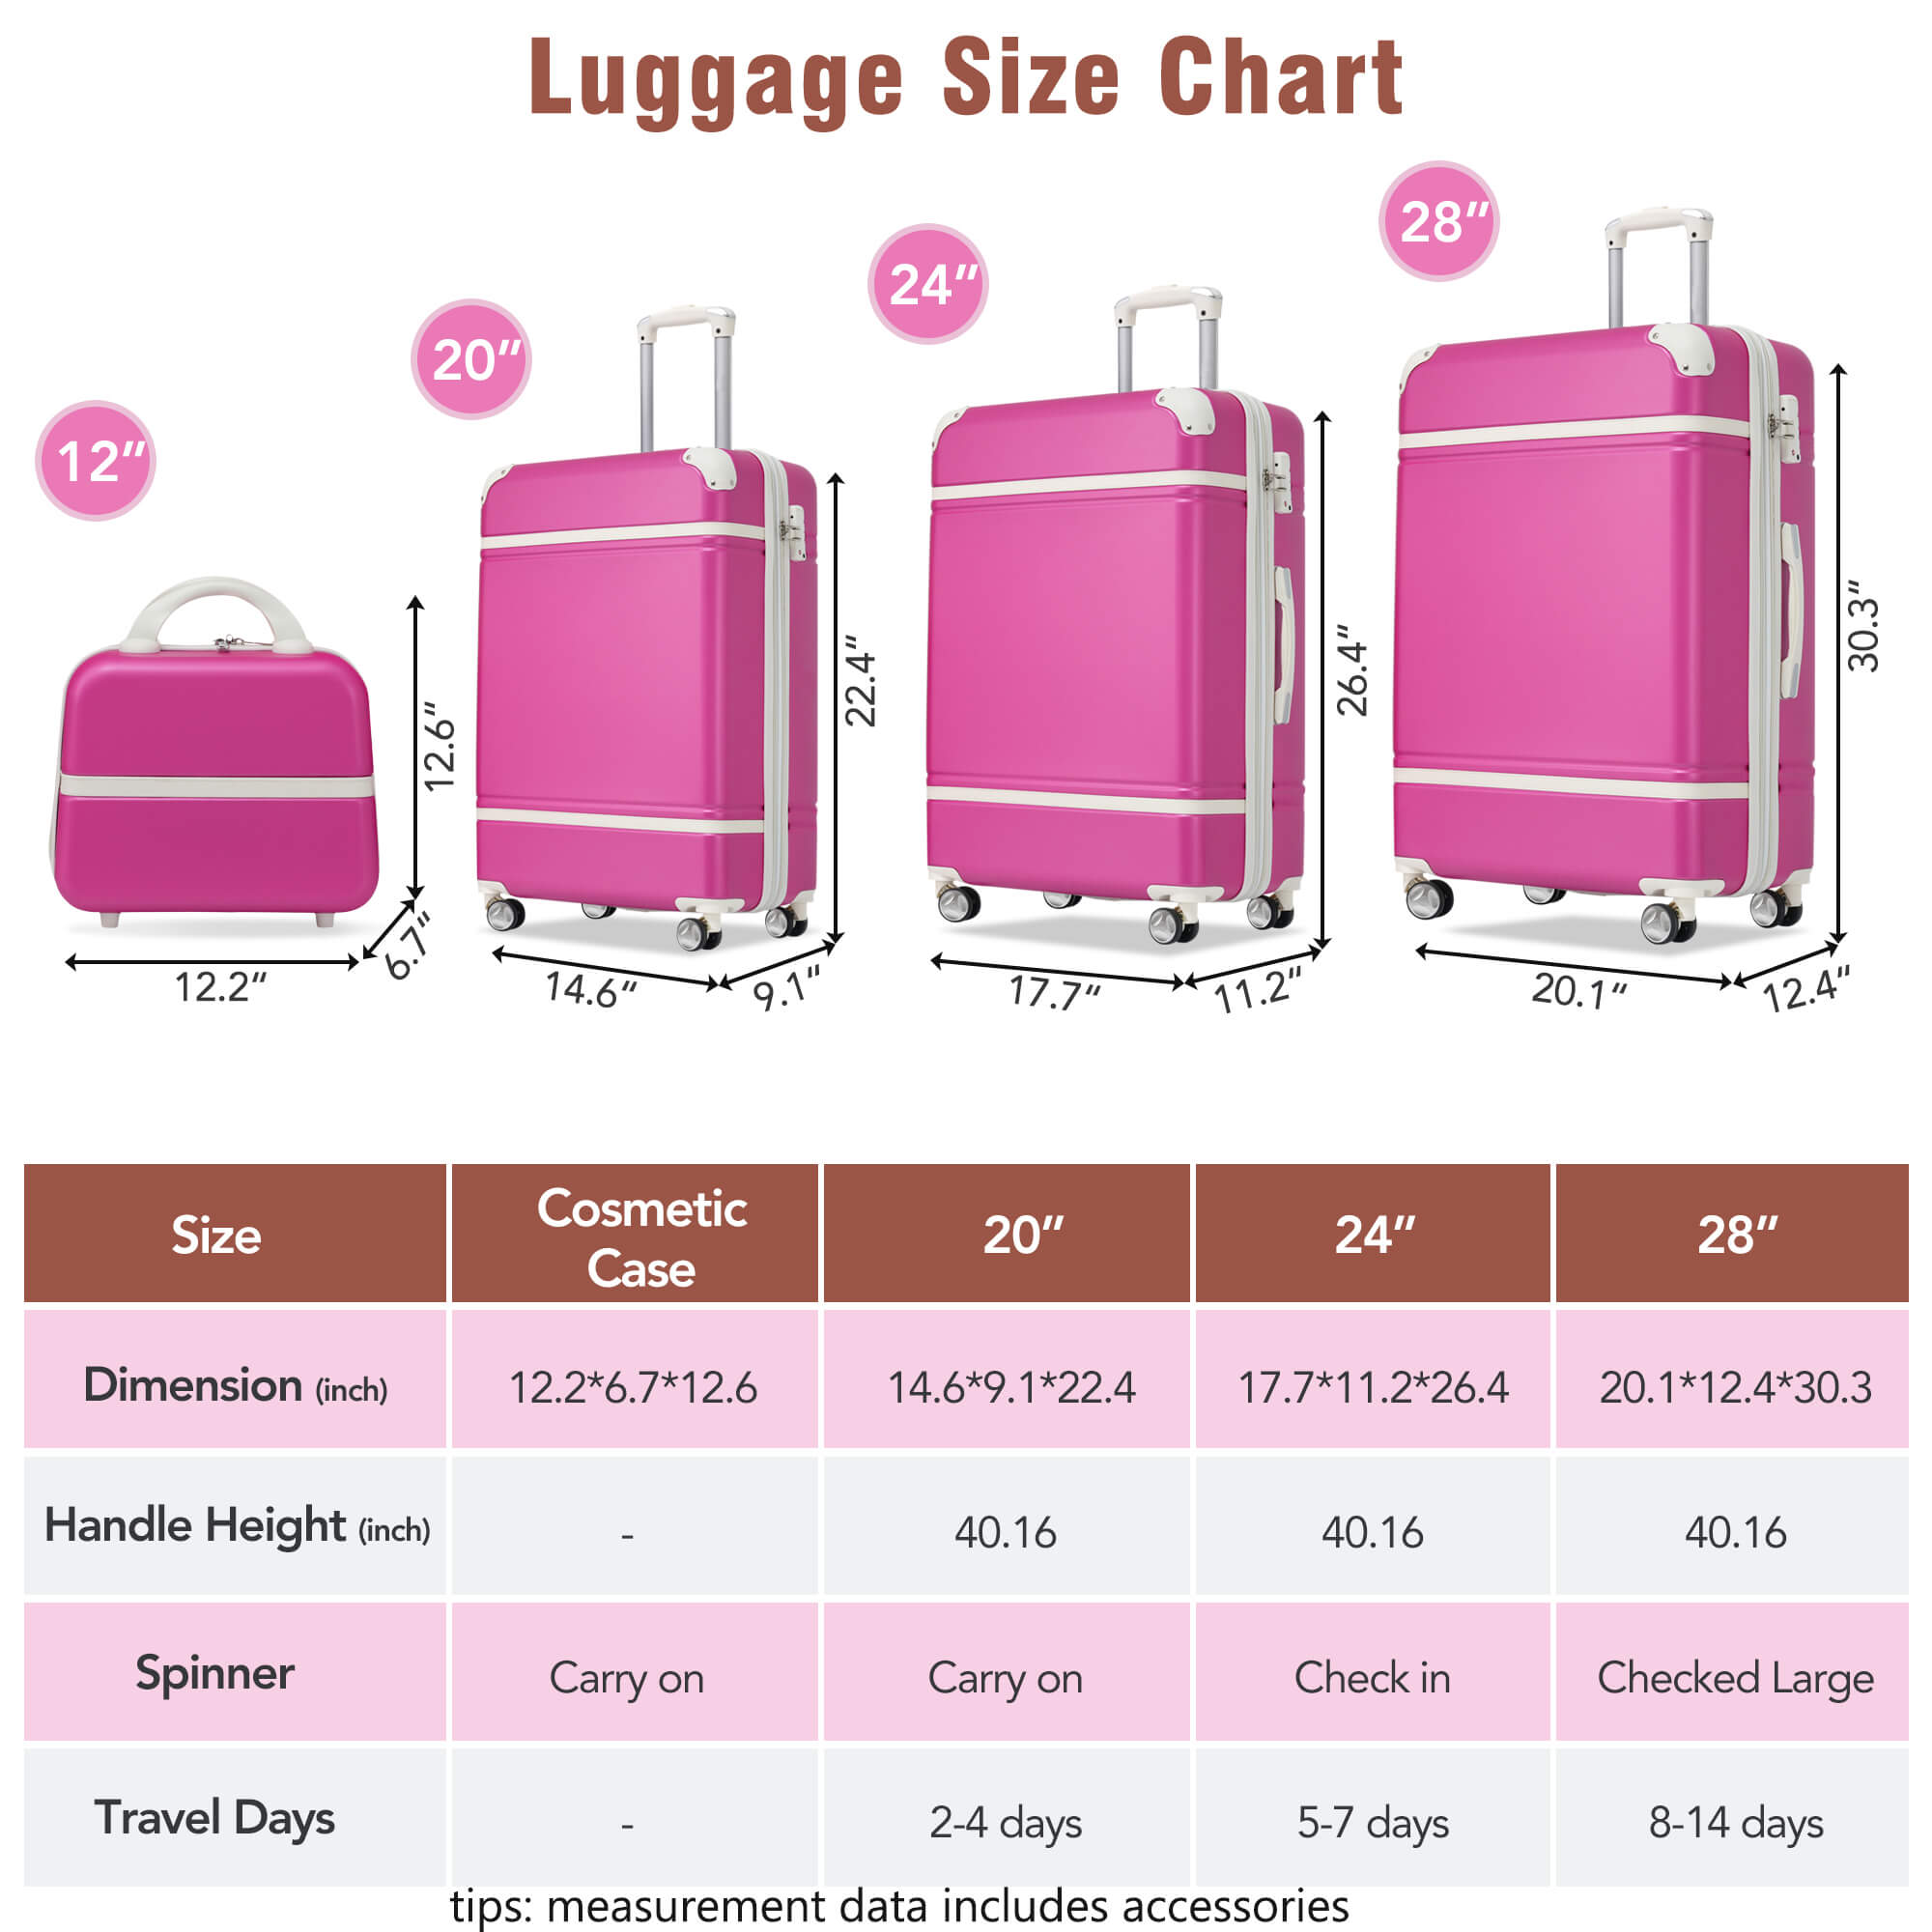 Luggage Size Chart
12″
20″
24″
28″
12.6″
6.7″
12.2″
22.4″
14.6″
9.1″
26.4″
17.7″
11.2″
30.3″
20.1″
12.4″
Size
Cosmetic
Case
20″
24″
28″
Dimension (inch)
12.2*6.7*12.6
14.6*9.1*22.4
17.7*11.2*26.4
20.1*12.4*30.3
Handle Height (inch)
-
40.16
40.16
40.16
Spinner
Carry on
Carry on
Check in
Checked Large
Travel Days
-
2-4 days
5-7 days
8-14 days
tips: measurement data includes accessories